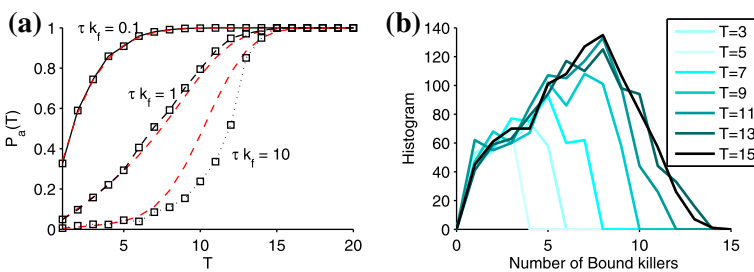 (a)
1
0.8
0.6
0.4
0.2
0
5
10
15
20
P_a(T)
T
τ k_f = 0.1
τ k_f = 1
τ k_f = 10
(b)
140
120
100
80
60
40
20
0
0
5
10
15
Histogram
Number of Bound killers
T=3
T=5
T=7
T=9
T=11
T=13
T=15